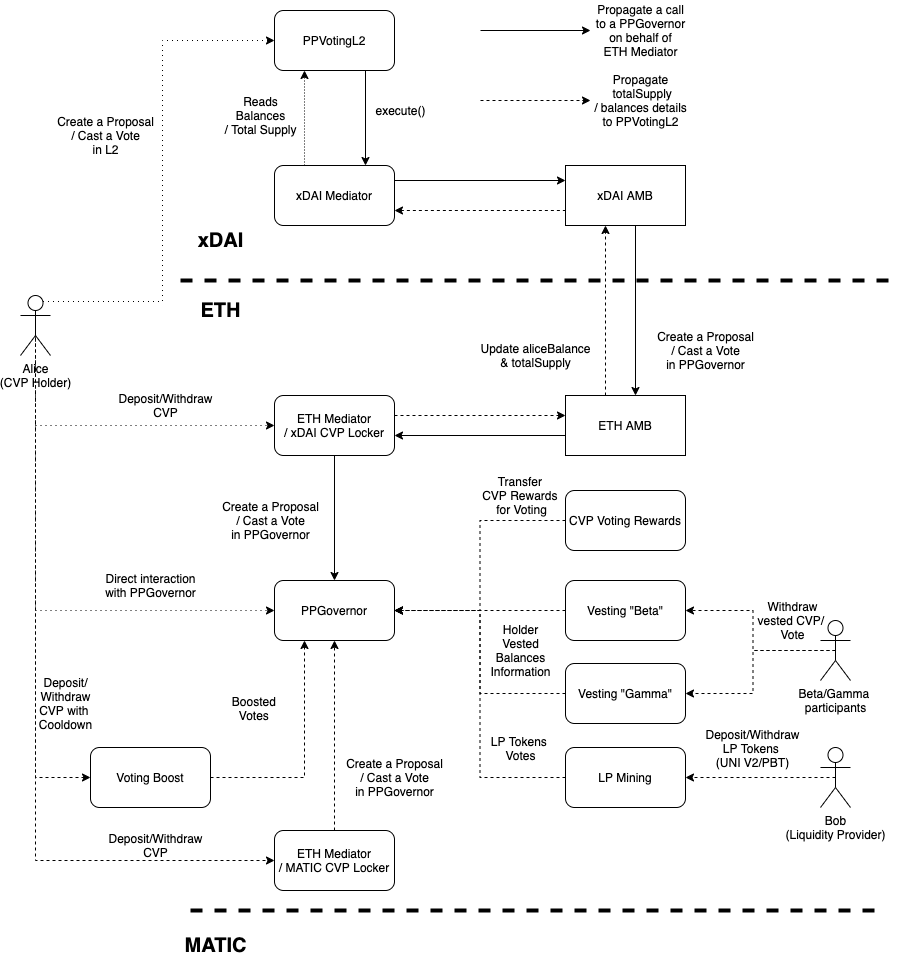 PPVotingL2
Propagate a call
to a PPGovernor
on behalf of
ETH Mediator
Propagate
totalSupply
/ balances details
to PPVotingL2
Reads
Balances
/ Total Supply
execute()
Create a Proposal
/ Cast a Vote
in L2
xDAI Mediator
xDAI AMB
xDAI
ETH
Alice
(CVP Holder)
Update aliceBalance
& totalSupply
Create a Proposal
/ Cast a Vote
in PPGovernor
Deposit/Withdraw
CVP
ETH Mediator
/ xDAI CVP Locker
ETH AMB
Transfer
CVP Rewards
for Voting
CVP Voting Rewards
Create a Proposal
/ Cast a Vote
in PPGovernor
Direct interaction
with PPGovernor
PPGovernor
Vesting "Beta"
Withdraw
vested CVP/
Vote
Holder
Vested
Balances
Information
Vesting "Gamma"
Beta/Gamma
participants
Deposit/
Withdraw
CVP with
Cooldown
Boosted
Votes
LP Tokens
Votes
Deposit/Withdraw
LP Tokens
(UNI V2/PBT)
Voting Boost
Create a Proposal
/ Cast a Vote
in PPGovernor
LP Mining
Bob
(Liquidity Provider)
Deposit/Withdraw
CVP
ETH Mediator
/ MATIC CVP Locker
MATIC